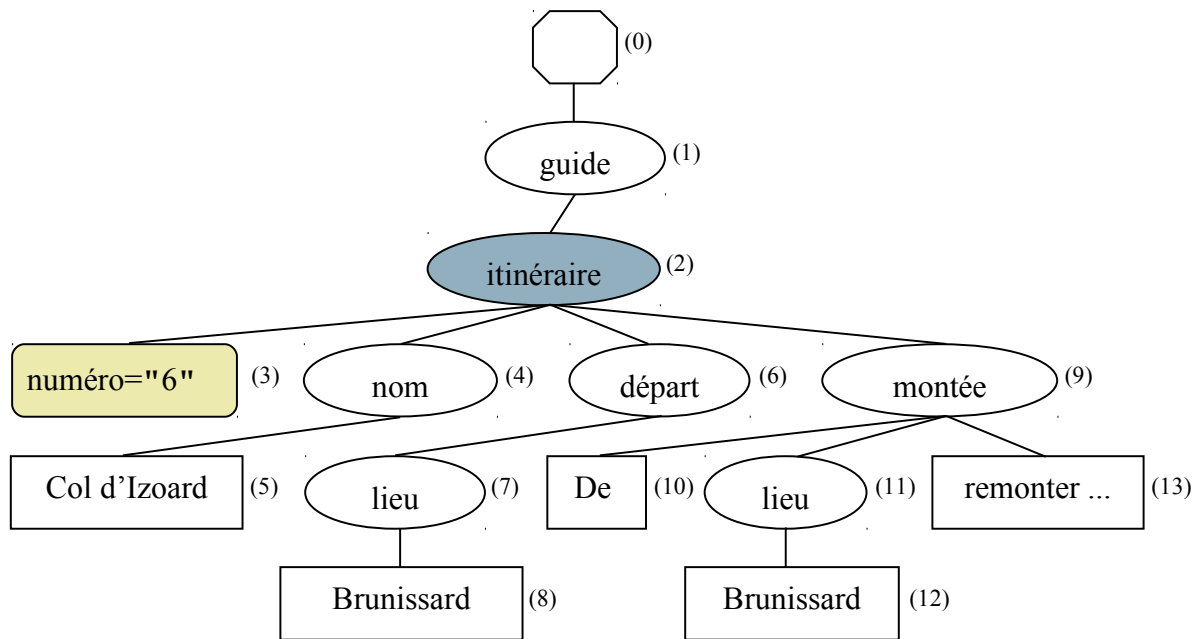 (0)
guide (1)
itinéraire (2)
numéro="6" (3) nom (4) départ (6) montée (9)
Col d’Izoard (5) lieu (7) De (10) lieu (11) remonter ... (13)
Brunissard (8) Brunissard (12)